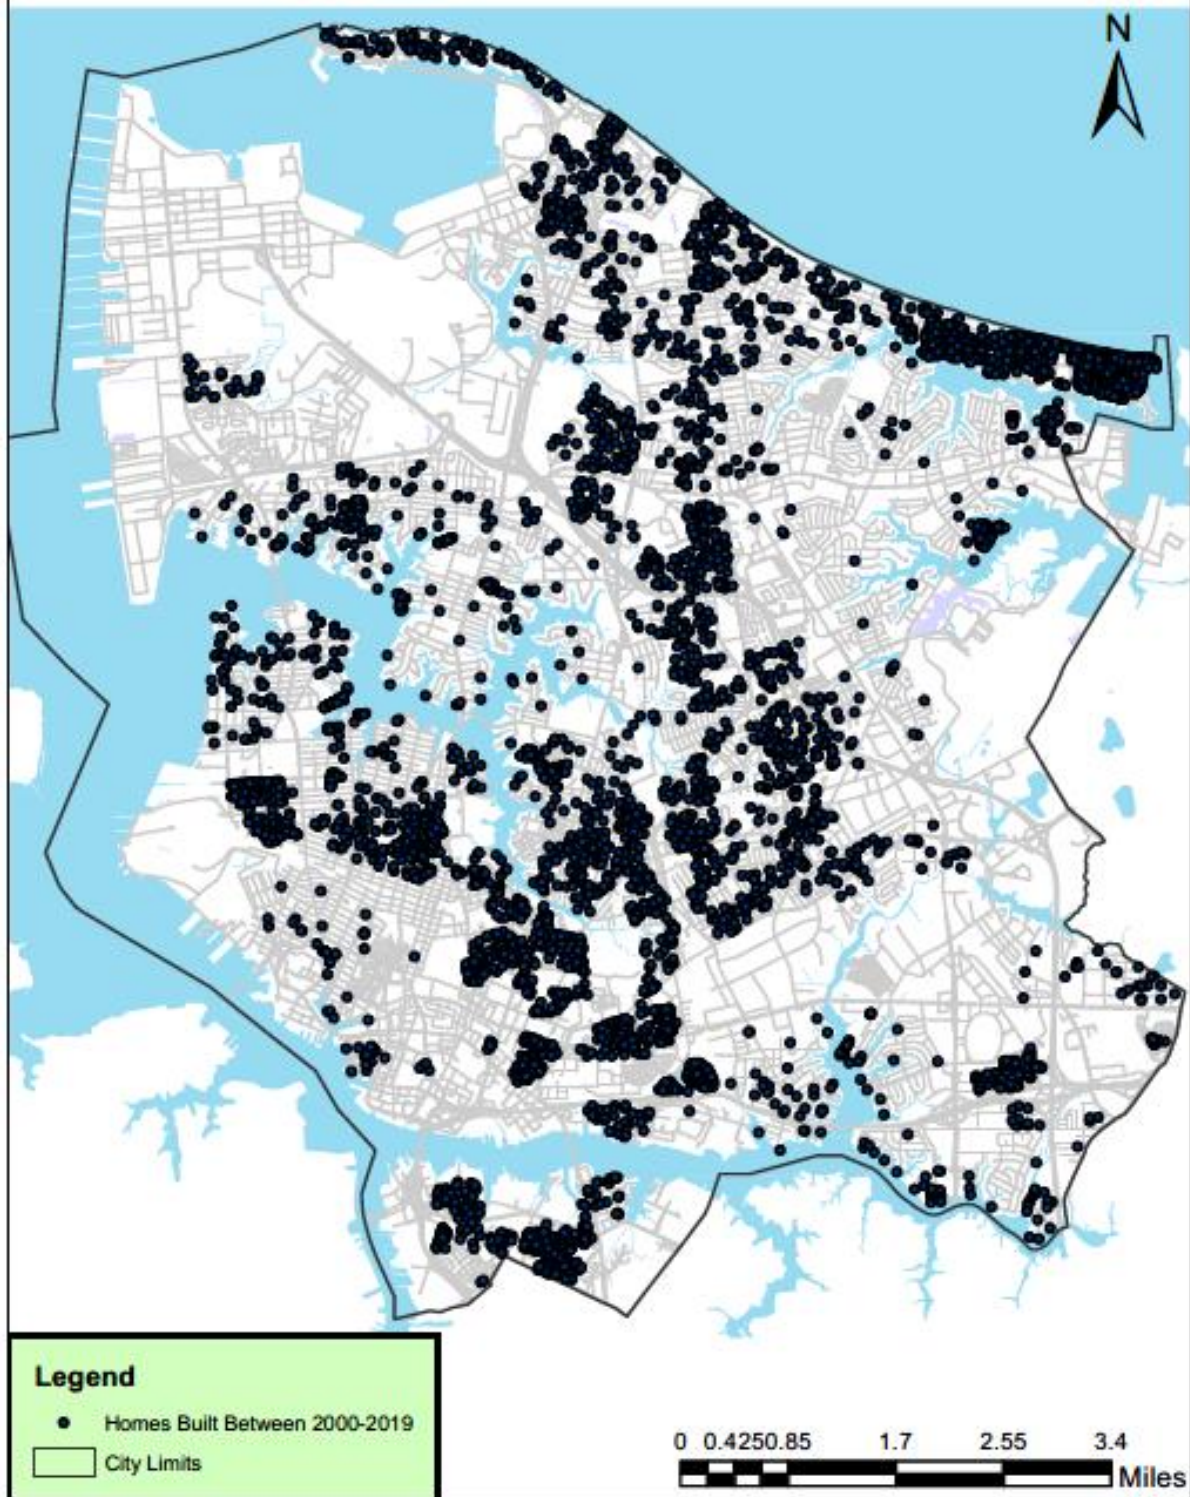 N
Legend
Homes Built Between 2000-2019
City Limits
0 0.4250.85 1.7 2.55 3.4
Miles